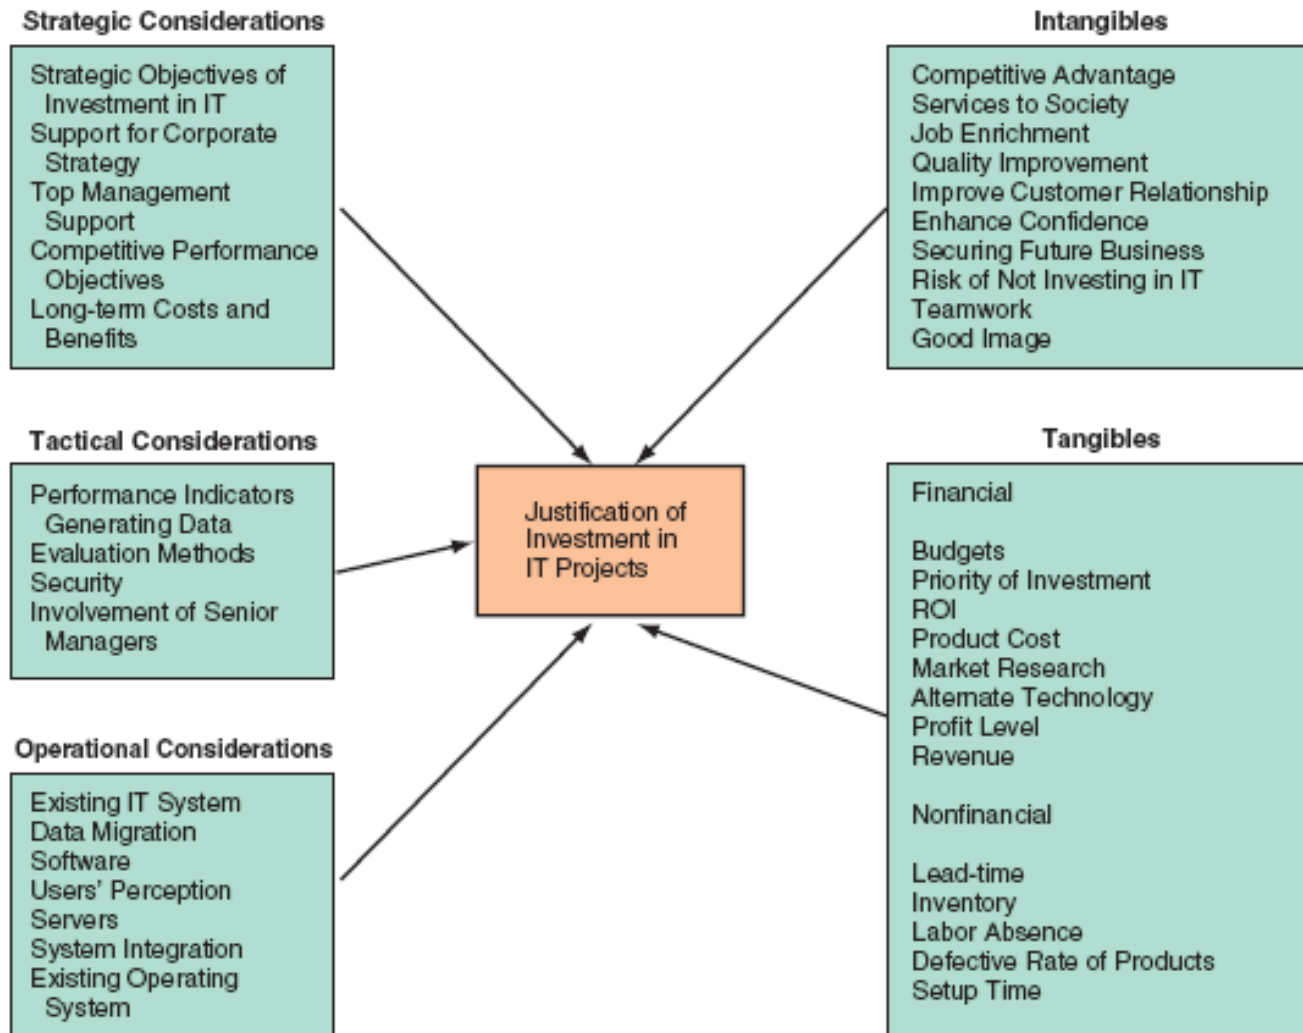 Strategic Considerations
Strategic Objectives of
Investment in IT
Support for Corporate
Strategy
Top Management
Support
Competitive Performance
Objectives
Long-term Costs and
Benefits
Intangibles
Competitive Advantage
Services to Society
Job Enrichment
Quality Improvement
Improve Customer Relationship
Enhance Confidence
Securing Future Business
Risk of Not Investing in IT
Teamwork
Good Image
Tactical Considerations
Performance Indicators
Generating Data
Evaluation Methods
Security
Involvement of Senior
Managers
Justification of
Investment in
IT Projects
Tangibles
Financial
Budgets
Priority of Investment
ROI
Product Cost
Market Research
Alternate Technology
Profit Level
Revenue
Nonfinancial
Lead-time
Inventory
Labor Absence
Defective Rate of Products
Setup Time
Operational Considerations
Existing IT System
Data Migration
Software
Users' Perception
Servers
System Integration
Existing Operating
System